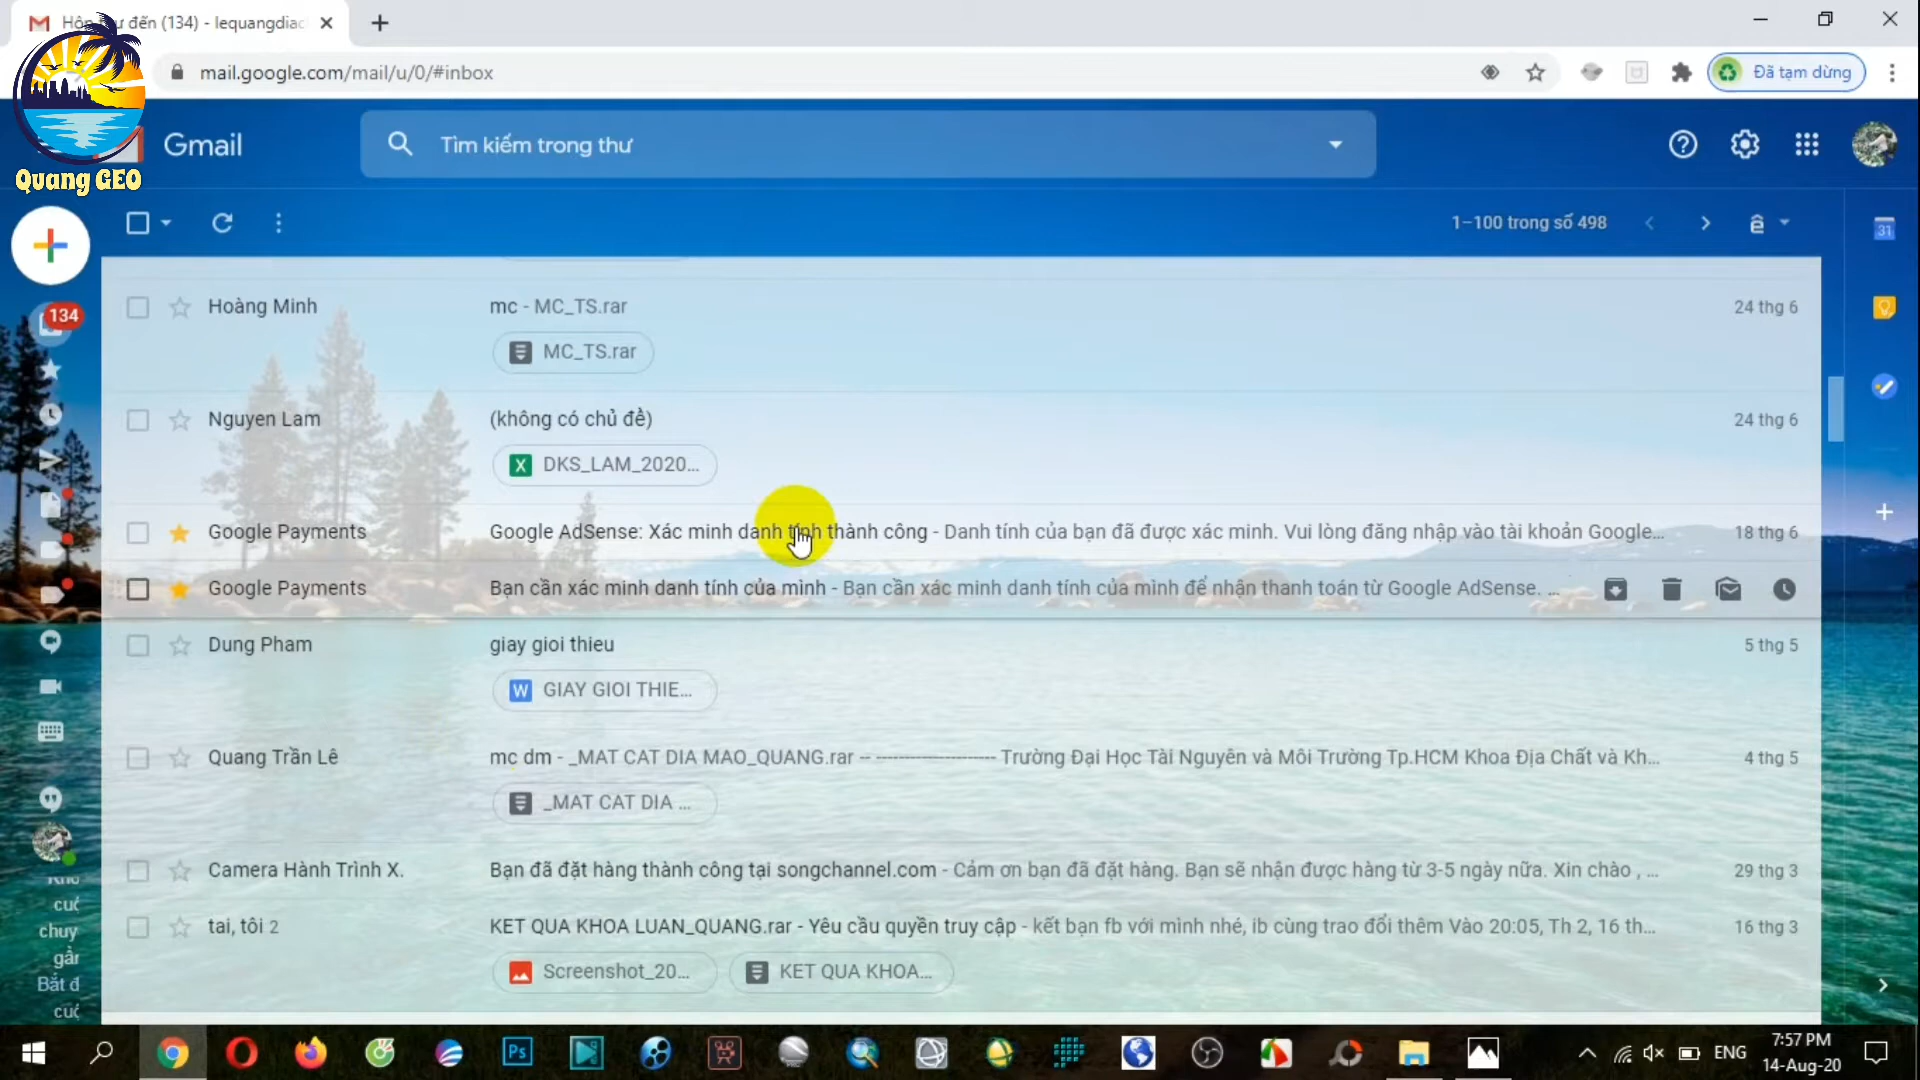 Hộp thư đến (134) - lequangdiac
mail.google.com/mail/u/0/#inbox
Đã tạm dừng
Quang GEO
Gmail
Tìm kiếm trong thư
1–100 trong số 498
31
134
Hoàng Minh
mc - MC_TS.rar
24 thg 6
MC_TS.rar
Nguyen Lam
(không có chủ đề)
24 thg 6
DKS_LAM_2020...
Google Payments
Google AdSense: Xác minh danh tính thành công - Danh tính của bạn đã được xác minh. Vui lòng đăng nhập vào tài khoản Google...
18 thg 6
Google Payments
Bạn cần xác minh danh tính của mình - Bạn cần xác minh danh tính của mình để nhận thanh toán từ Google AdSense. ...
Dung Pham
giay gioi thieu
5 thg 5
GIAY GIOI THIE...
Quang Trần Lê
mc dm - _MAT CAT DIA MAO_QUANG.rar -- --------------------- Trường Đại Học Tài Nguyên và Môi Trường Tp.HCM Khoa Địa Chất và Kh...
4 thg 5
_MAT CAT DIA ...
Camera Hành Trình X.
Bạn đã đặt hàng thành công tại songchannel.com - Cảm ơn bạn đã đặt hàng. Bạn sẽ nhận được hàng từ 3-5 ngày nữa. Xin chào , ...
29 thg 3
tai, tôi 2
KET QUA KHOA LUAN_QUANG.rar - Yêu cầu quyền truy cập - kết bạn fb với mình nhé, ib cùng trao đổi thêm Vào 20:05, Th 2, 16 th...
16 thg 3
Screenshot_20...
KET QUA KHOA...
chuy
gần
Bắt đ
ENG
7:57 PM
14-Aug-20